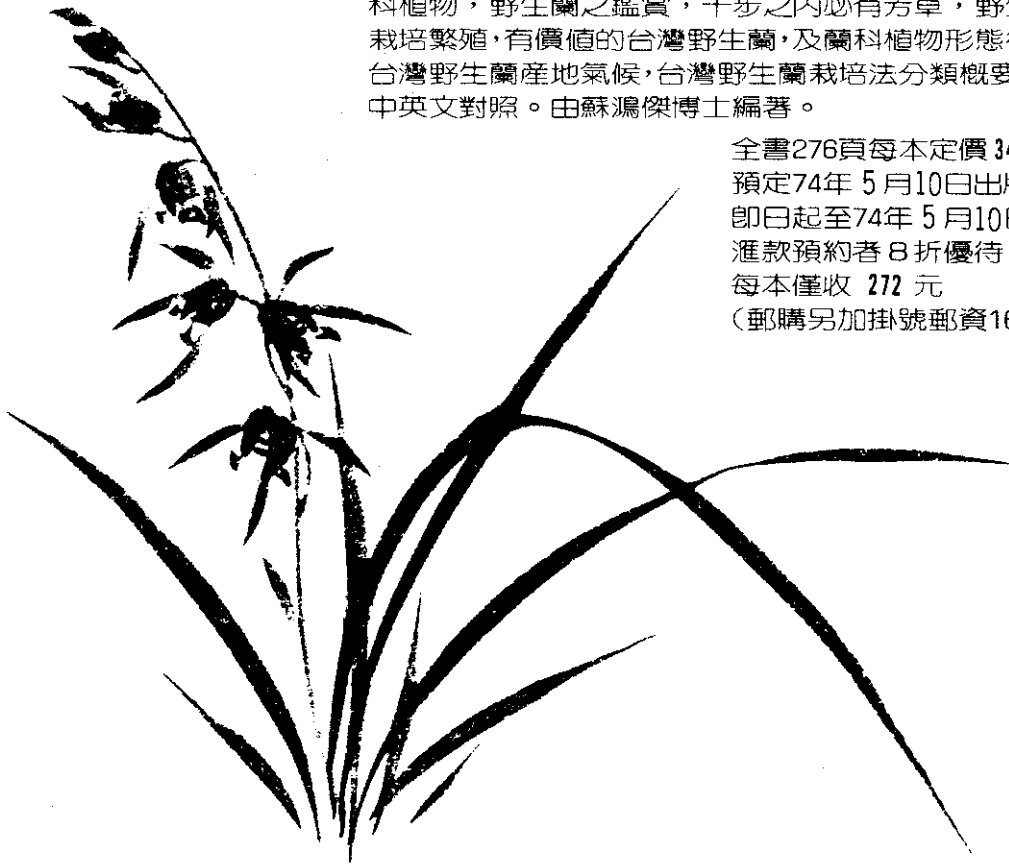 科植物，野生蘭之鑑賞，十步之內必有芳草，野
栽培繁殖，有價值的台灣野生蘭，及蘭科植物形態
台灣野生蘭產地氣候，台灣野生蘭栽培法分類概要
中英文對照。由蘇鴻傑博士編著。
全書276頁每本定價34
預定74年5月10日出
即日起至74年5月10
滙款預約者8折優待
每本僅收 272 元
（郵購另加掛號郵資16